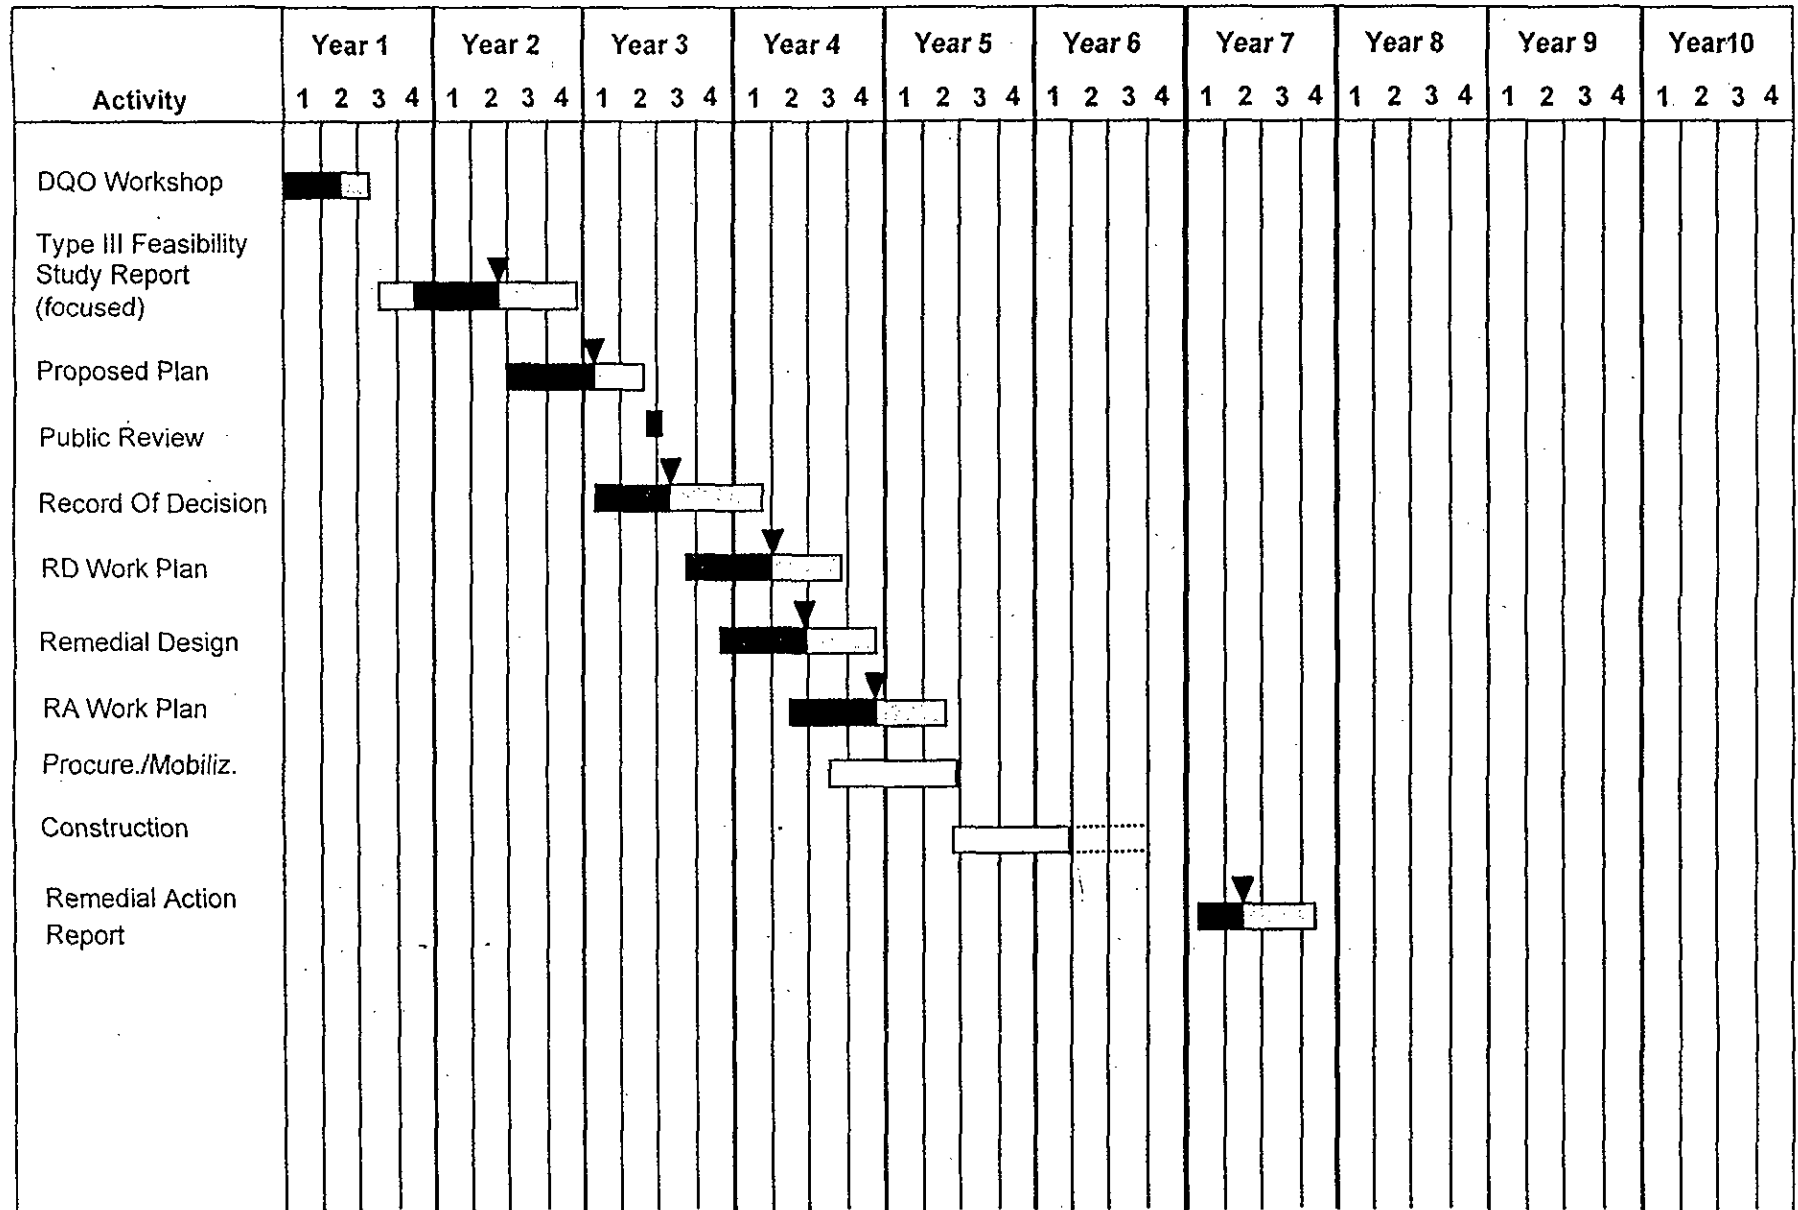 Year 1 Year 2 Year 3 Year 4 Year 5 Year 6 Year 7 Year 8 Year 9 Year10
Activity 1 2 3 4 1 2 3 4 1 2 3 4 1 2 3 4 1 2 3 4 1 2 3 4 1 2 3 4 1 2 3 4 1 2 3 4 1 2 3 4
DQO Workshop
Type III Feasibility
Study Report
(focused)
Proposed Plan
Public Review
Record Of Decision
RD Work Plan
Remedial Design
RA Work Plan
Procure./Mobiliz.
Construction
Remedial Action
Report